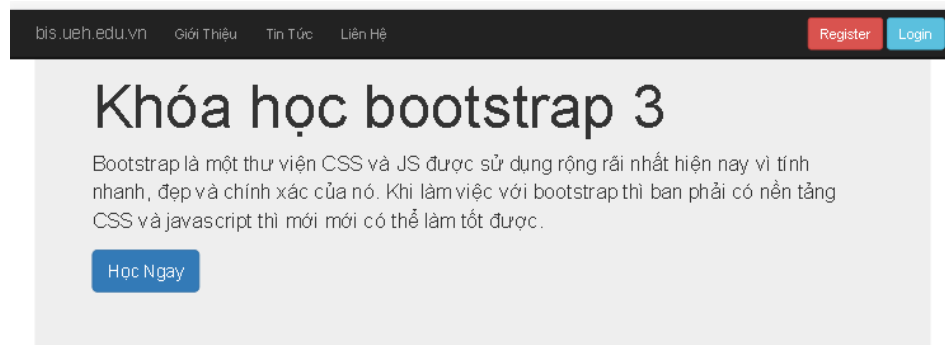 bis.ueh.edu.vn Giới Thiệu Tin Tức Liên Hệ Register Login
Khóa học bootstrap 3
Bootstrap là một thư viện CSS và JS được sử dụng rộng rãi nhất hiện nay vì tính
nhanh, đẹp và chính xác của nó. Khi làm việc với bootstrap thì ban phải có nền tảng
CSS và javascript thì mới mới có thể làm tốt được.
Học Ngay